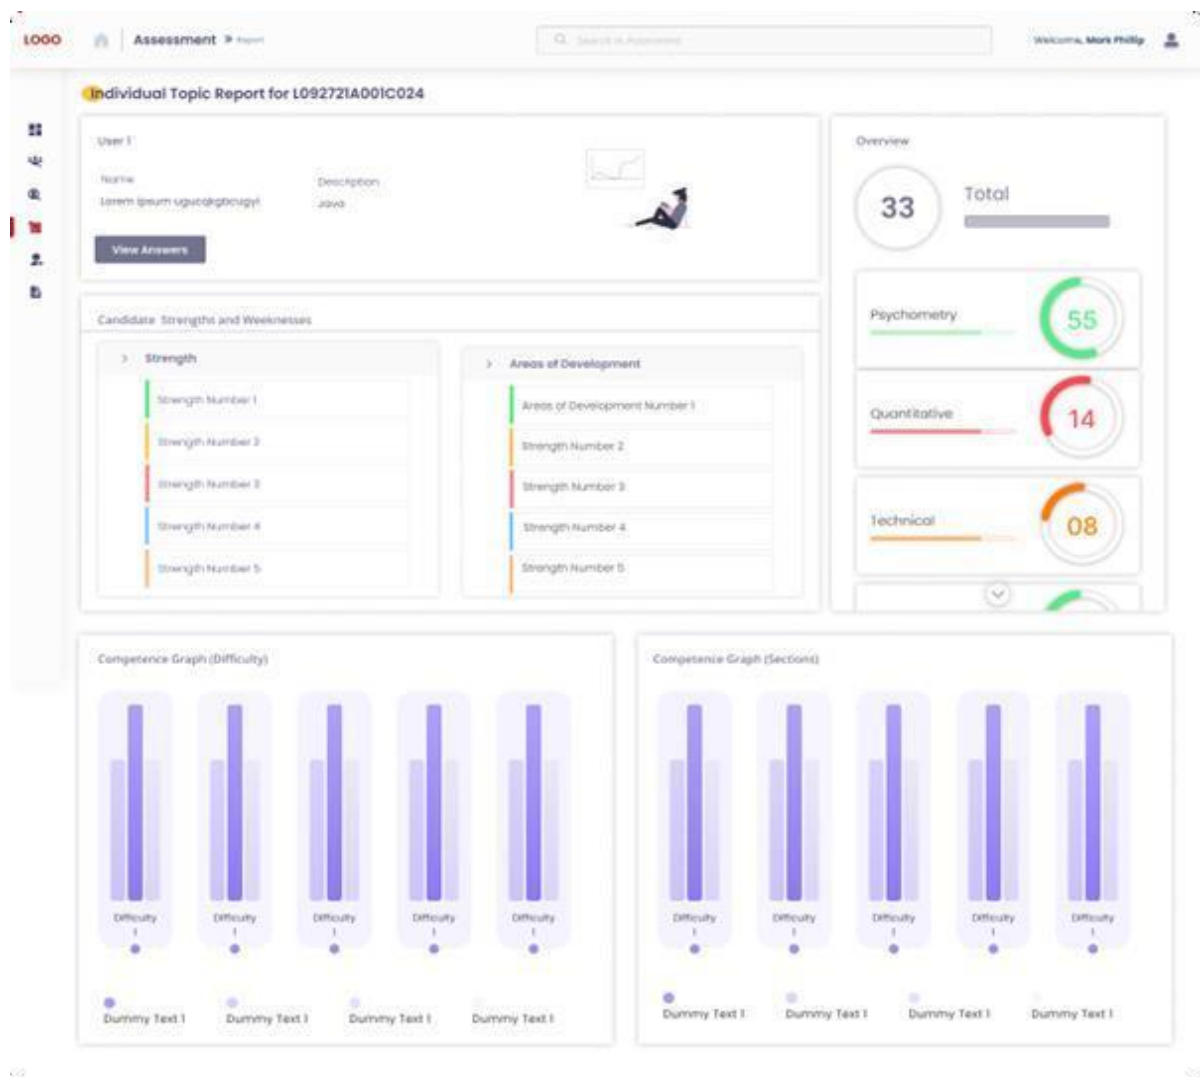 LOGO
Assessment » Report
Search in Assessment
Welcome, Mark Phillip
Individual Topic Report for L092721A001C024
User 1
Name
Description
Lorem ipsum
Java
View Answers
Candidate Strengths and Weeknesses
Strength
Strength Number 1
Strength Number 2
Strength Number 3
Strength Number 4
Strength Number 5
Areas of Development
Areas of Development Number 1
Strength Number 2
Strength Number 3
Strength Number 4
Strength Number 5
Overview
33
Total
Psychometry
55
Quantitative
14
Technical
08
Competence Graph (Difficulty)
Difficulty
1
Difficulty
1
Difficulty
1
Difficulty
1
Difficulty
1
Dummy Text 1
Dummy Text 1
Dummy Text 1
Dummy Text 1
Competence Graph (Sections)
Difficulty
1
Difficulty
1
Difficulty
1
Difficulty
1
Difficulty
1
Dummy Text 1
Dummy Text 1
Dummy Text 1
Dummy Text 1